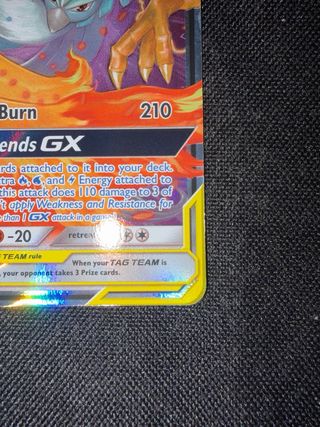 Burn 210
ends GX
rds attached to it into your deck.
tra , , and Energy attached to
this attack does 110 damage to 3 of
't apply Weakness and Resistance for
than 1 GX attack in a game
-20 retreat
TEAM rule When your TAG TEAM is
, your opponent takes 3 Prize cards.